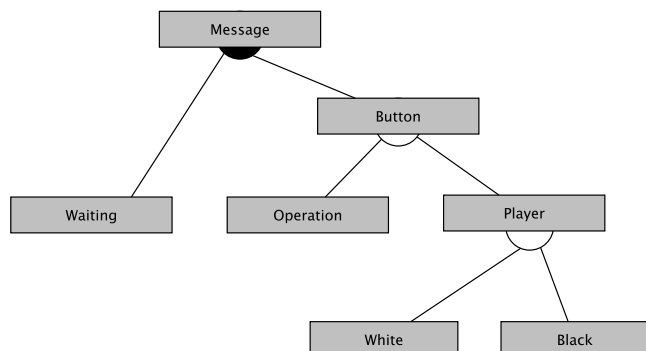 Message
Button
Waiting
Operation
Player
White
Black